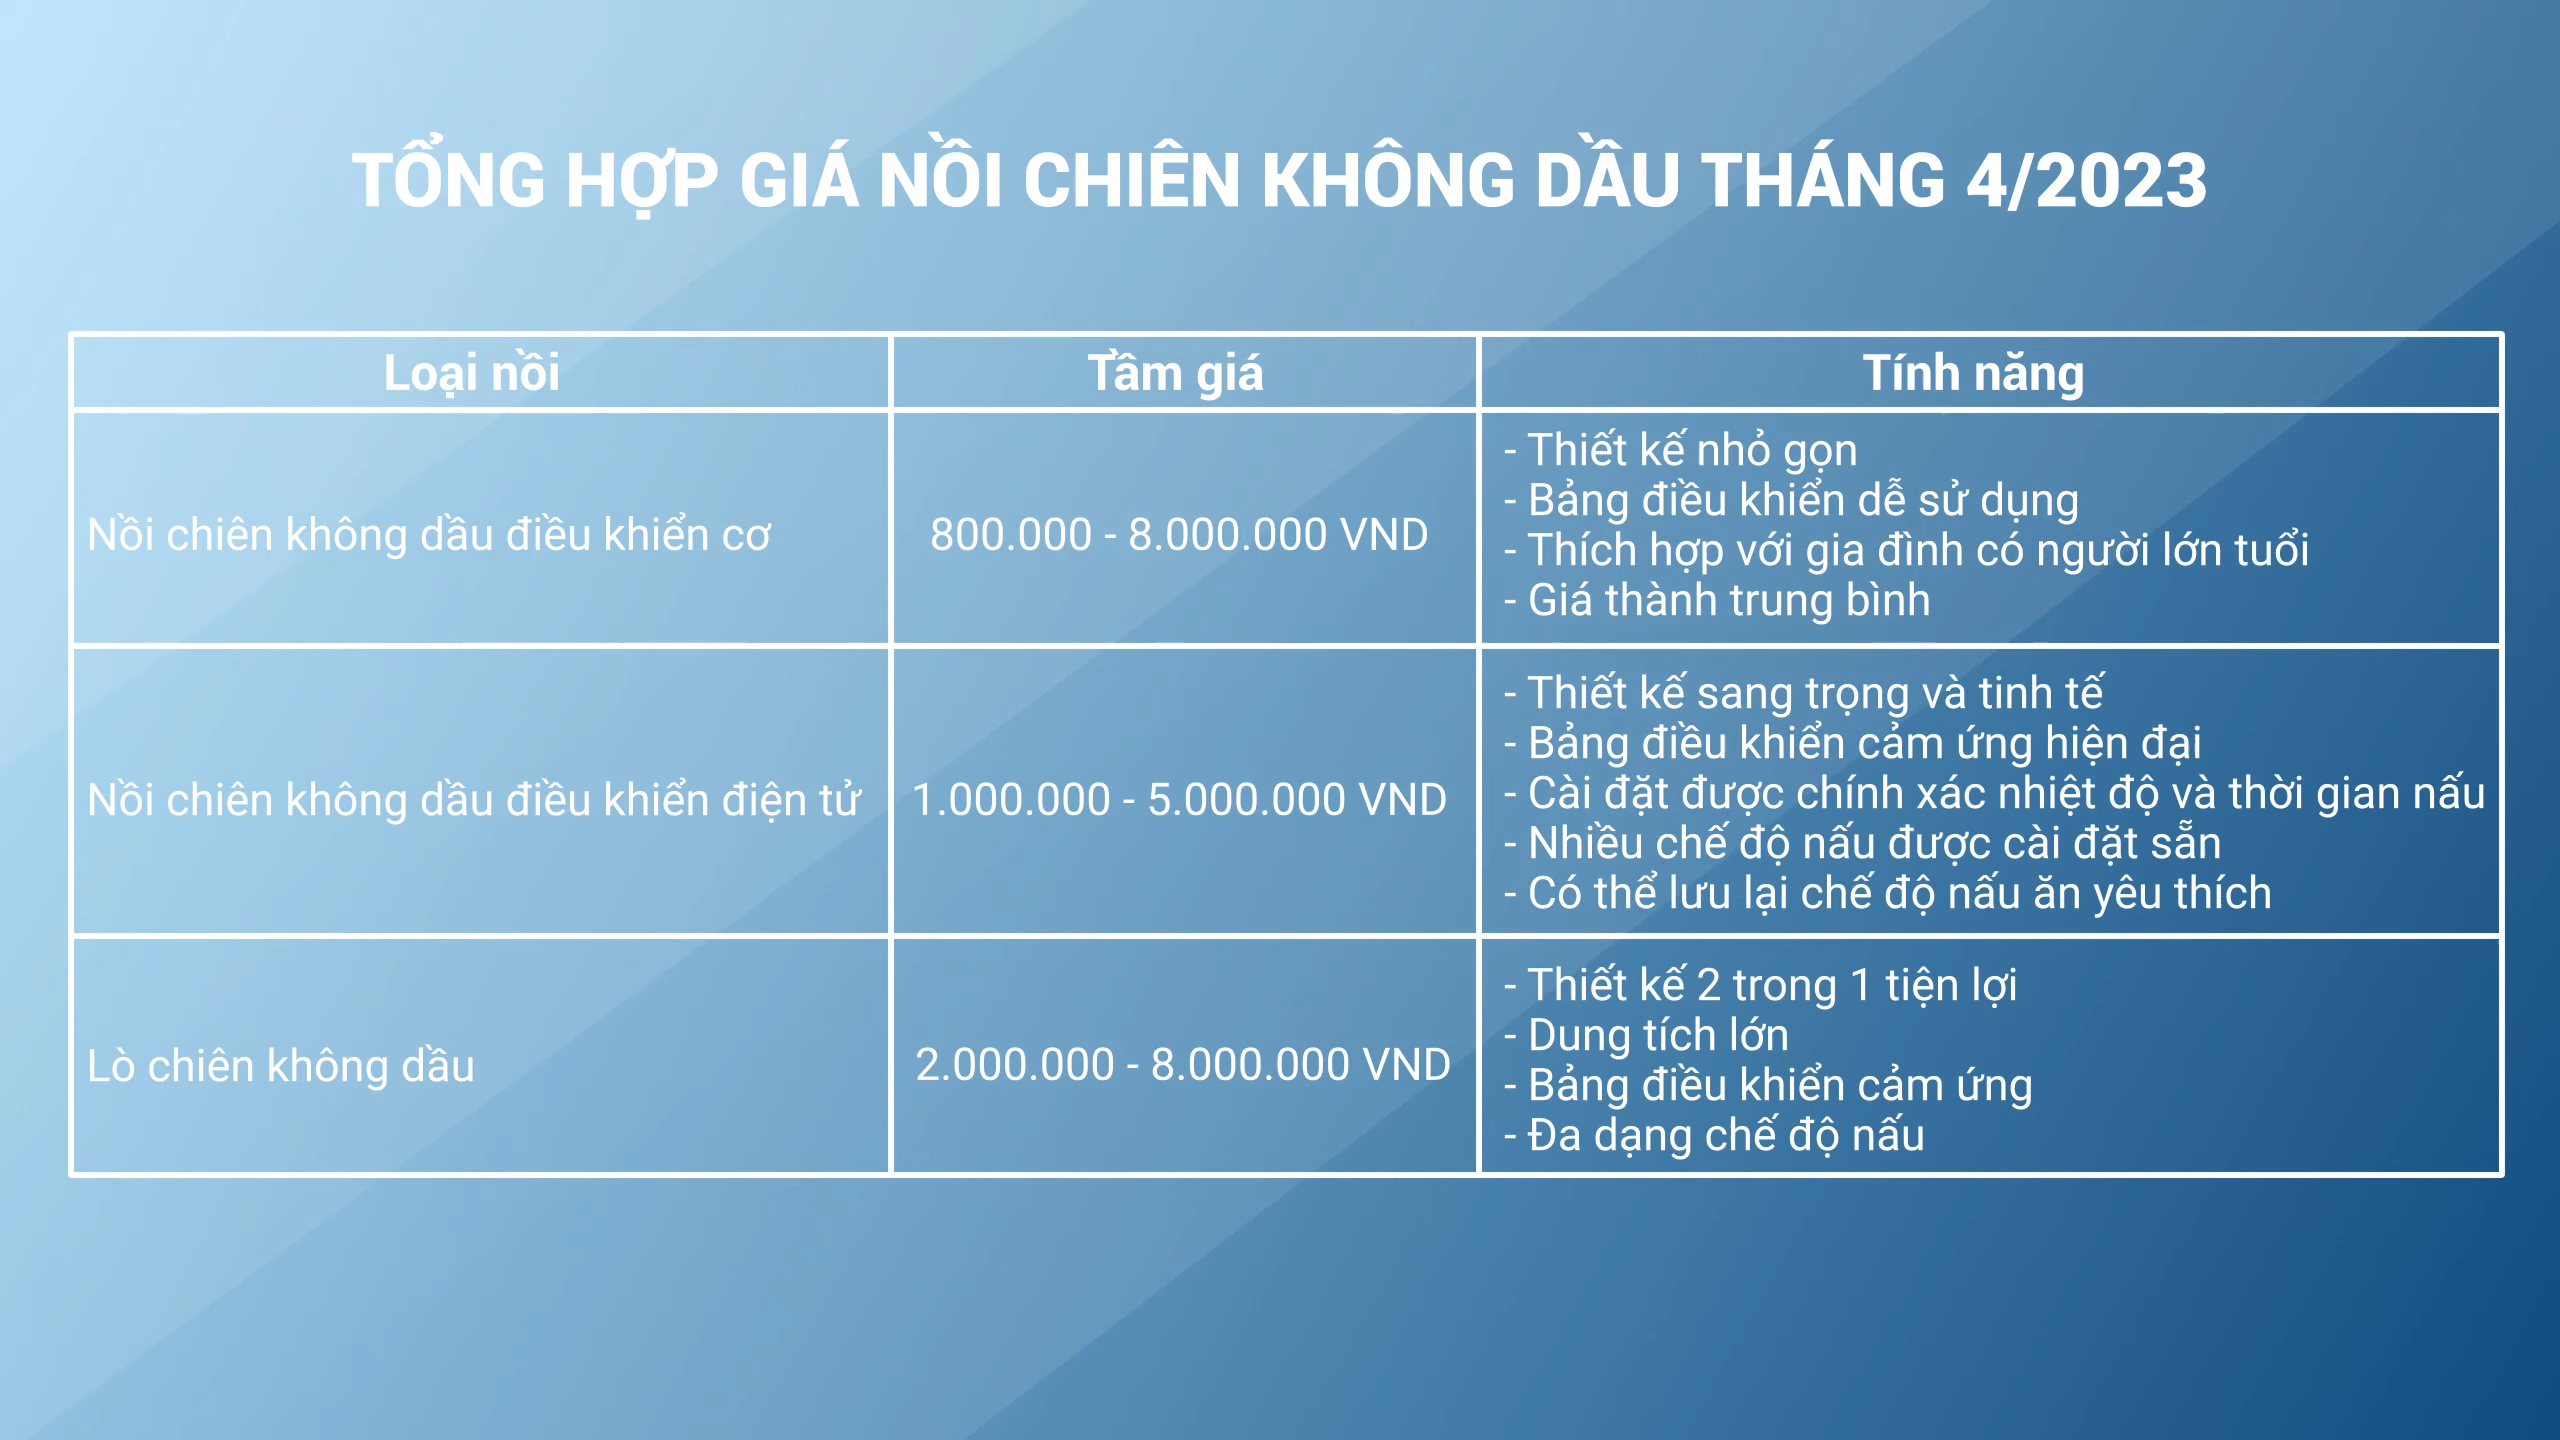 TỔNG HỢP GIÁ NỒI CHIÊN KHÔNG DẦU THÁNG 4/2023
Loại nồi
Tầm giá
Tính năng
Nồi chiên không dầu điều khiển cơ
800.000 - 8.000.000 VND
- Thiết kế nhỏ gọn
- Bảng điều khiển dễ sử dụng
- Thích hợp với gia đình có người lớn tuổi
- Giá thành trung bình
Nồi chiên không dầu điều khiển điện tử
1.000.000 - 5.000.000 VND
- Thiết kế sang trọng và tinh tế
- Bảng điều khiển cảm ứng hiện đại
- Cài đặt được chính xác nhiệt độ và thời gian nấu
- Nhiều chế độ nấu được cài đặt sẵn
- Có thể lưu lại chế độ nấu ăn yêu thích
Lò chiên không dầu
2.000.000 - 8.000.000 VND
- Thiết kế 2 trong 1 tiện lợi
- Dung tích lớn
- Bảng điều khiển cảm ứng
- Đa dạng chế độ nấu